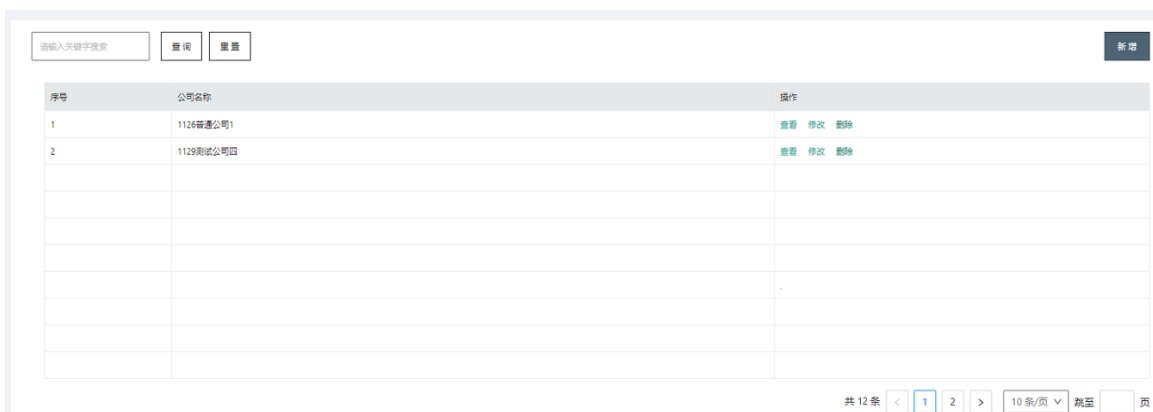 请输入关键字搜索 查询 重置 新增
序号 公司名称 操作
1 1126普通公司1 查看 修改 删除
2 1129测试公司四 查看 修改 删除
共 12 条 < 1 2 > 10 条/页 跳至 页